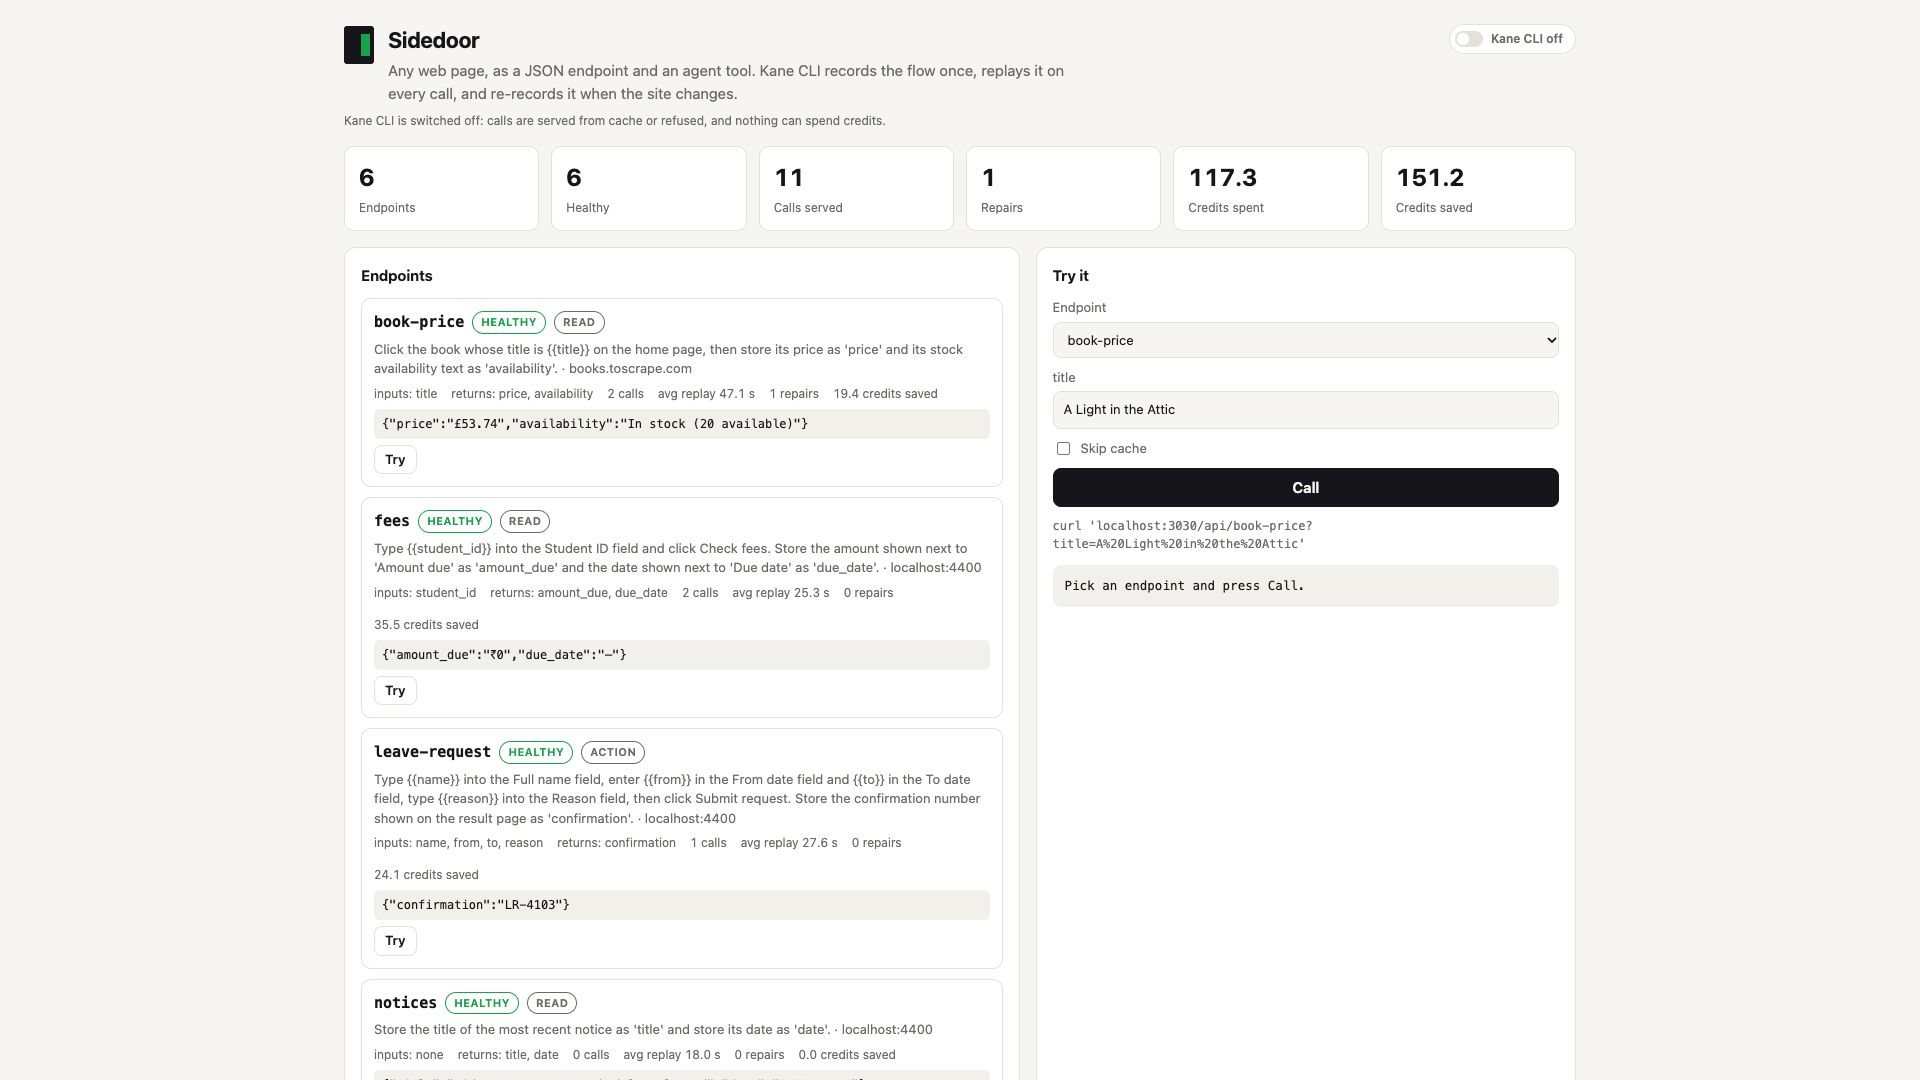 Sidedoor
Any web page, as a JSON endpoint and an agent tool. Kane CLI records the flow once, replays it on
every call, and re-records it when the site changes.
Kane CLI off
Kane CLI is switched off: calls are served from cache or refused, and nothing can spend credits.
6
Endpoints
6
Healthy
11
Calls served
1
Repairs
117.3
Credits spent
151.2
Credits saved
Endpoints
book-price HEALTHY READ
Click the book whose title is {{title}} on the home page, then store its price as 'price' and its stock
availability text as 'availability'. · books.toscrape.com
inputs: title returns: price, availability 2 calls avg replay 47.1 s 1 repairs 19.4 credits saved
{"price":"£53.74","availability":"In stock (20 available)"}
Try
fees HEALTHY READ
Type {{student_id}} into the Student ID field and click Check fees. Store the amount shown next to
'Amount due' as 'amount_due' and the date shown next to 'Due date' as 'due_date'. · localhost:4400
inputs: student_id returns: amount_due, due_date 2 calls avg replay 25.3 s 0 repairs
35.5 credits saved
{"amount_due":"₹0","due_date":"—"}
Try
leave-request HEALTHY ACTION
Type {{name}} into the Full name field, enter {{from}} in the From date field and {{to}} in the To date
field, type {{reason}} into the Reason field, then click Submit request. Store the confirmation number
shown on the result page as 'confirmation'. · localhost:4400
inputs: name, from, to, reason returns: confirmation 1 calls avg replay 27.6 s 0 repairs
24.1 credits saved
{"confirmation":"LR-4103"}
Try
notices HEALTHY READ
Store the title of the most recent notice as 'title' and store its date as 'date'. · localhost:4400
inputs: none returns: title, date 0 calls avg replay 18.0 s 0 repairs 0.0 credits saved
Try it
Endpoint
book-price
title
A Light in the Attic
Skip cache
Call
curl 'localhost:3030/api/book-price?
title=A%20Light%20in%20the%20Attic'
Pick an endpoint and press Call.